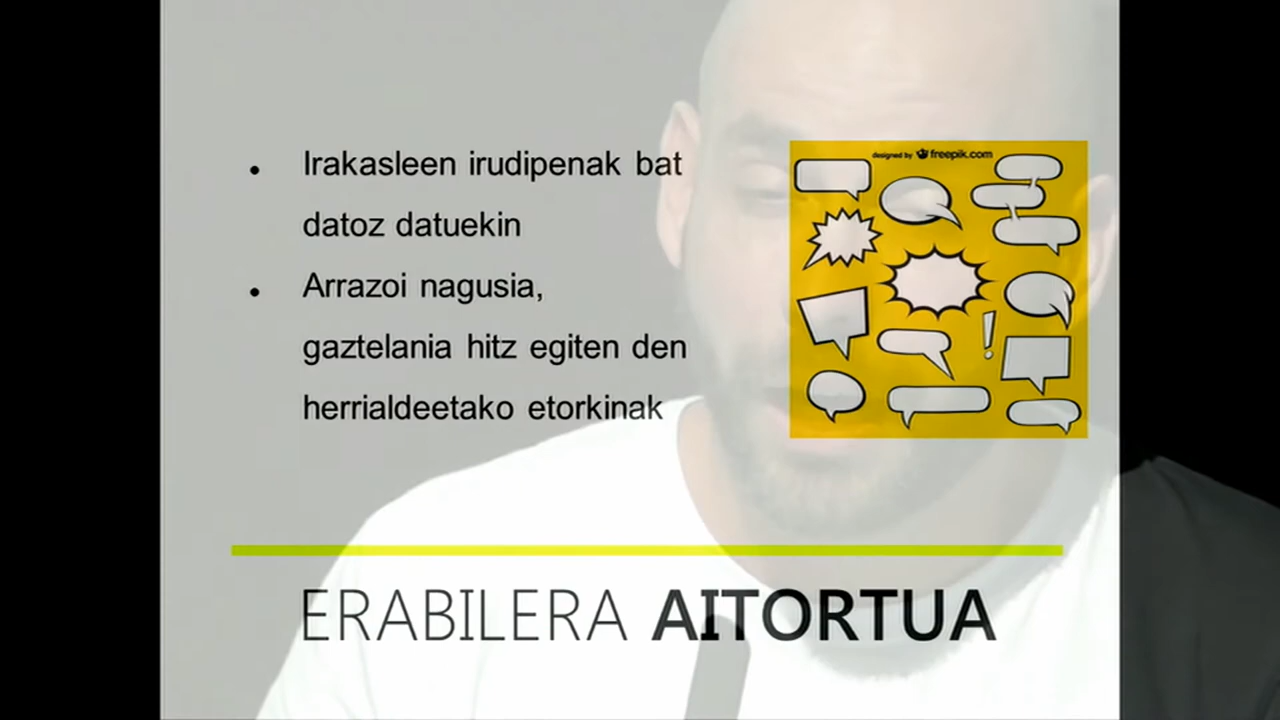 designed by freepik.com
• Irakasleen irudipenak bat
datoz datuekin
• Arrazoi nagusia,
gaztelania hitz egiten den
herrialdeetako etorkinak
ERABILERA AITORTUA